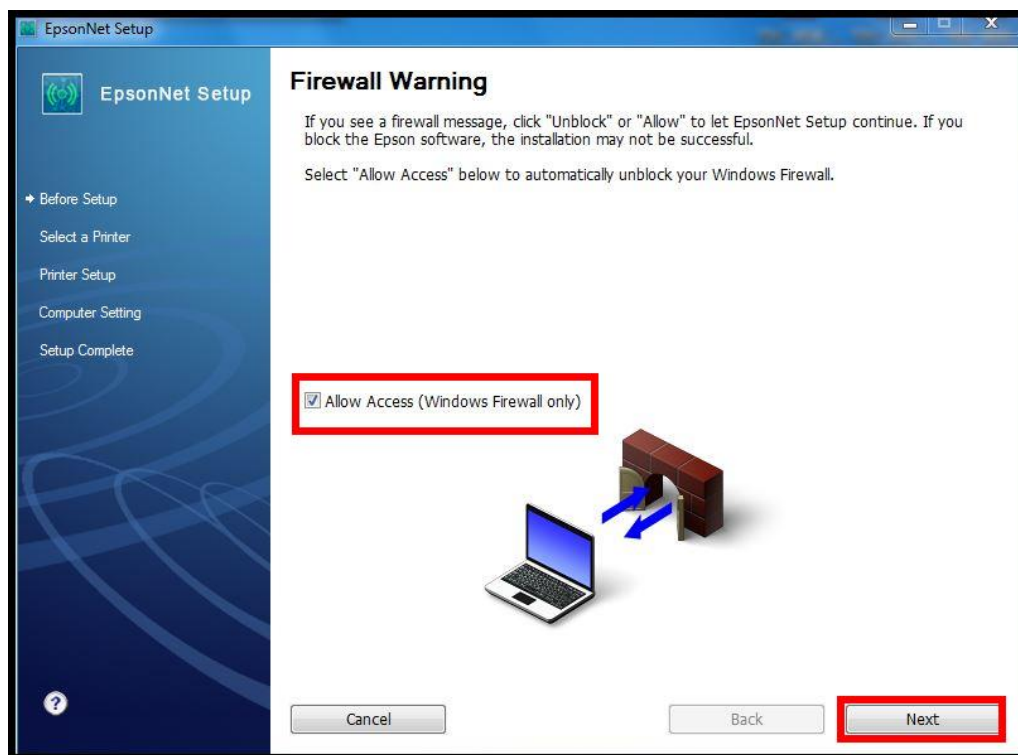 EpsonNet Setup
EpsonNet Setup
Before Setup
Select a Printer
Printer Setup
Computer Setting
Setup Complete
Firewall Warning
If you see a firewall message, click "Unblock" or "Allow" to let EpsonNet Setup continue. If you
block the Epson software, the installation may not be successful.
Select "Allow Access" below to automatically unblock your Windows Firewall.
Allow Access (Windows Firewall only)
?
Cancel
Back
Next